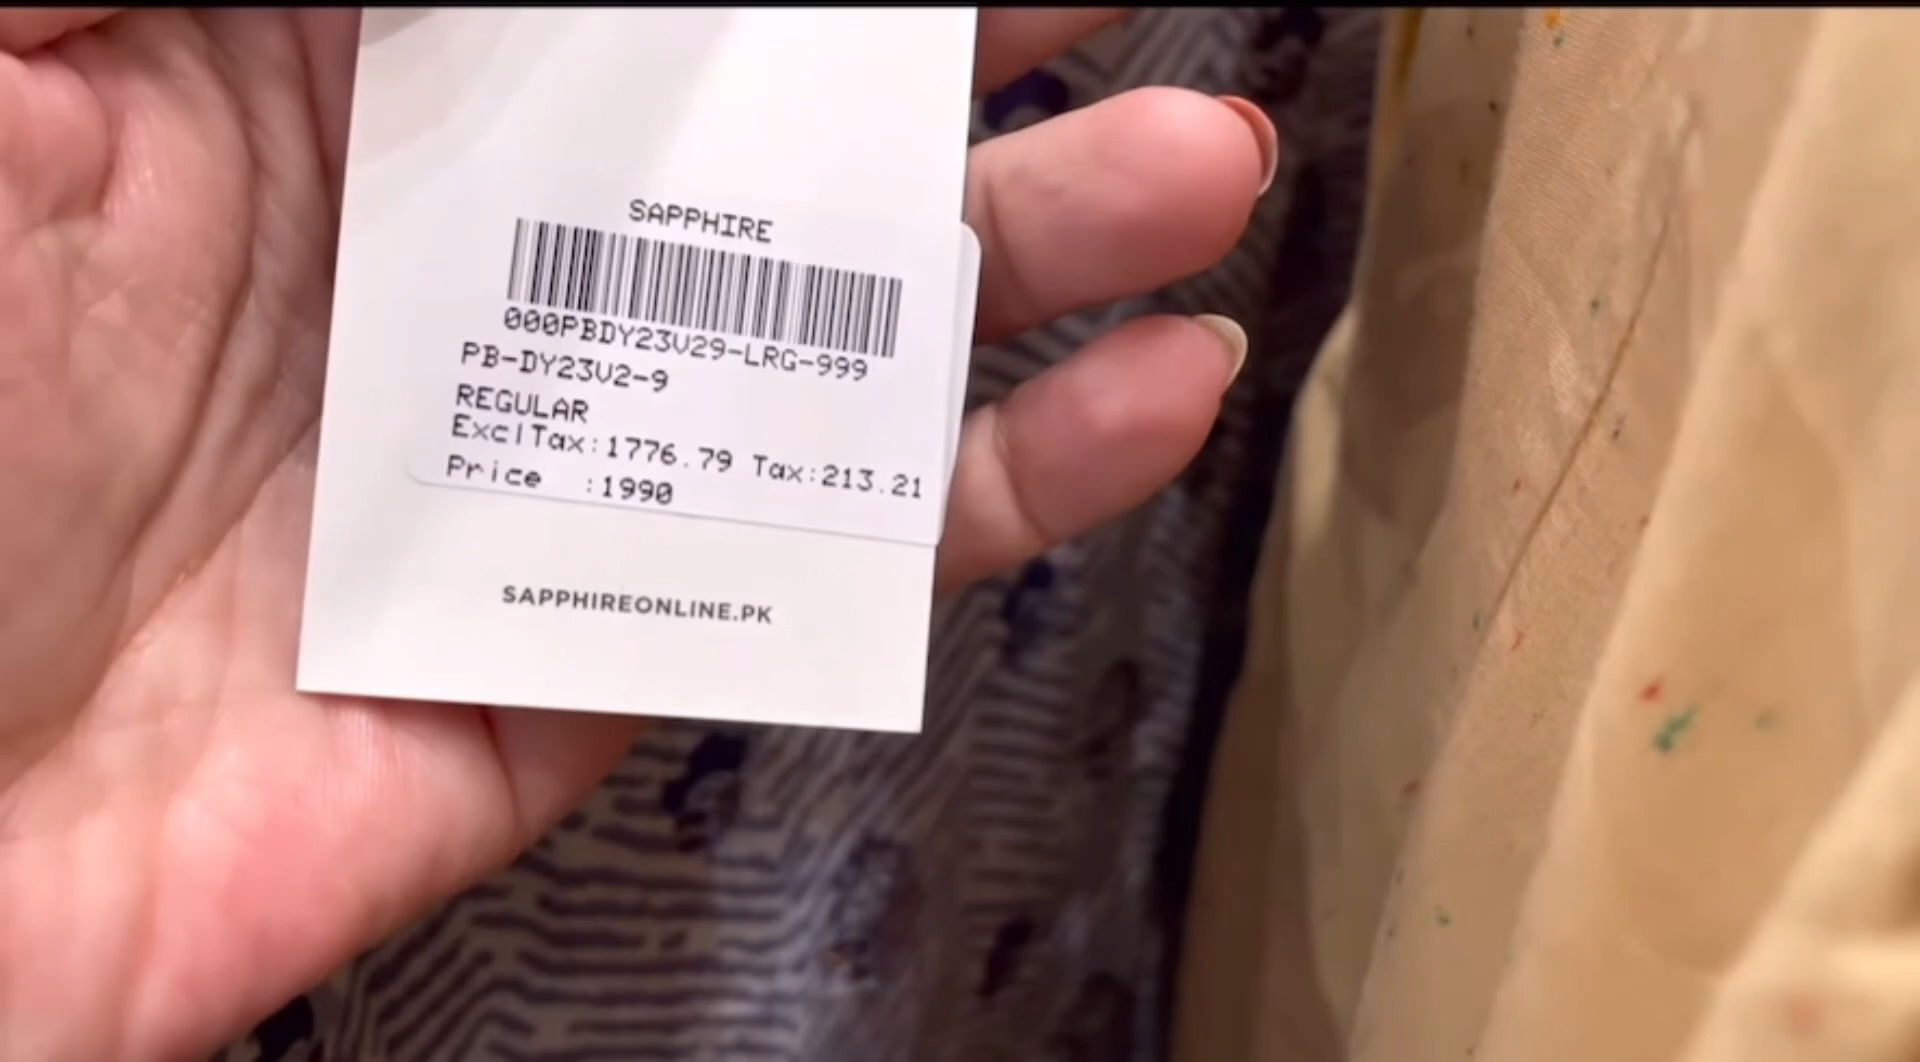 SAPPHIRE
000PBDY23V29-LRG-999
PB-DY23V2-9
REGULAR
ExclTax:1776.79 Tax:213.21
Price :1990
SAPPHIREONLINE.PK